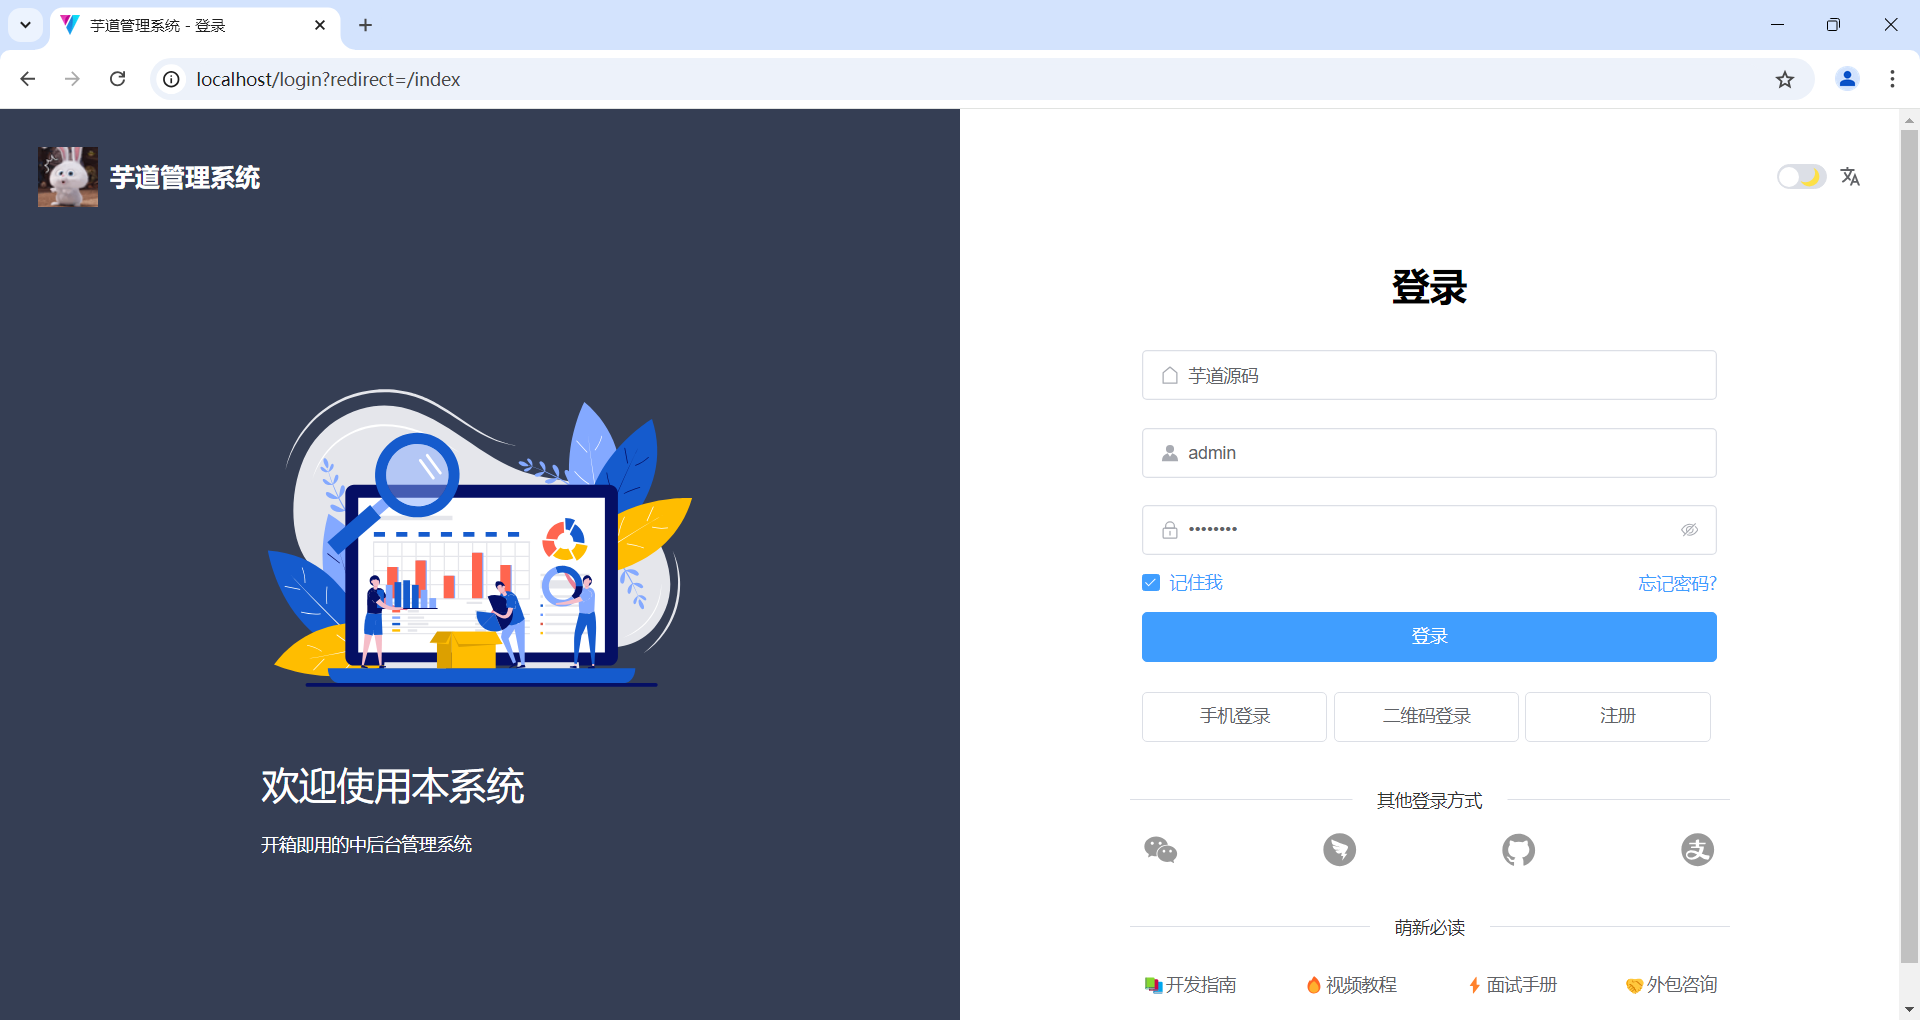 芋道管理系统 - 登录
localhost/login?redirect=/index
芋道管理系统
欢迎使用本系统
开箱即用的中后台管理系统
登录
芋道源码
admin
••••••••
记住我
忘记密码?
登录
手机登录
二维码登录
注册
其他登录方式
萌新必读
开发指南
视频教程
面试手册
外包咨询